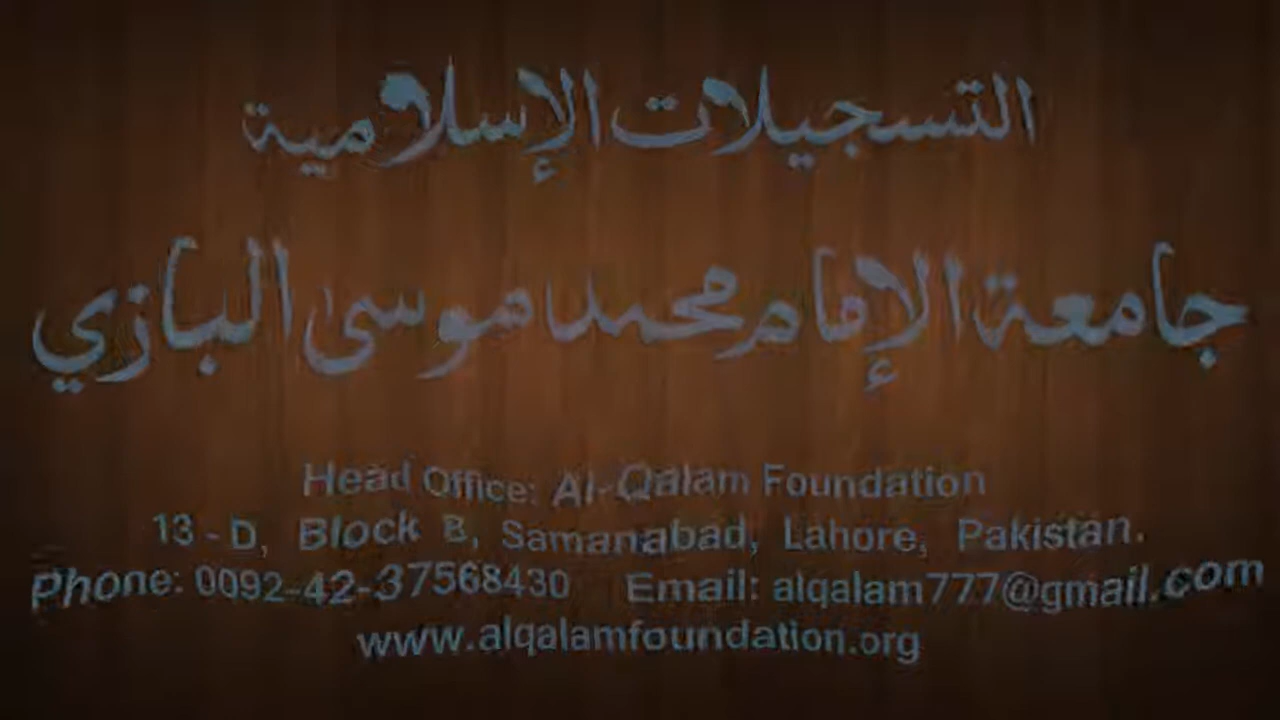 التسجيلات الإسلامية
جامعة الإمام محمد موسى البازي
Head Office: Al-Qalam Foundation
13 - D, Block B, Samanabad, Lahore, Pakistan.
Phone: 0092-42-37568430 Email: alqalam777@gmail.com
www.alqalamfoundation.org